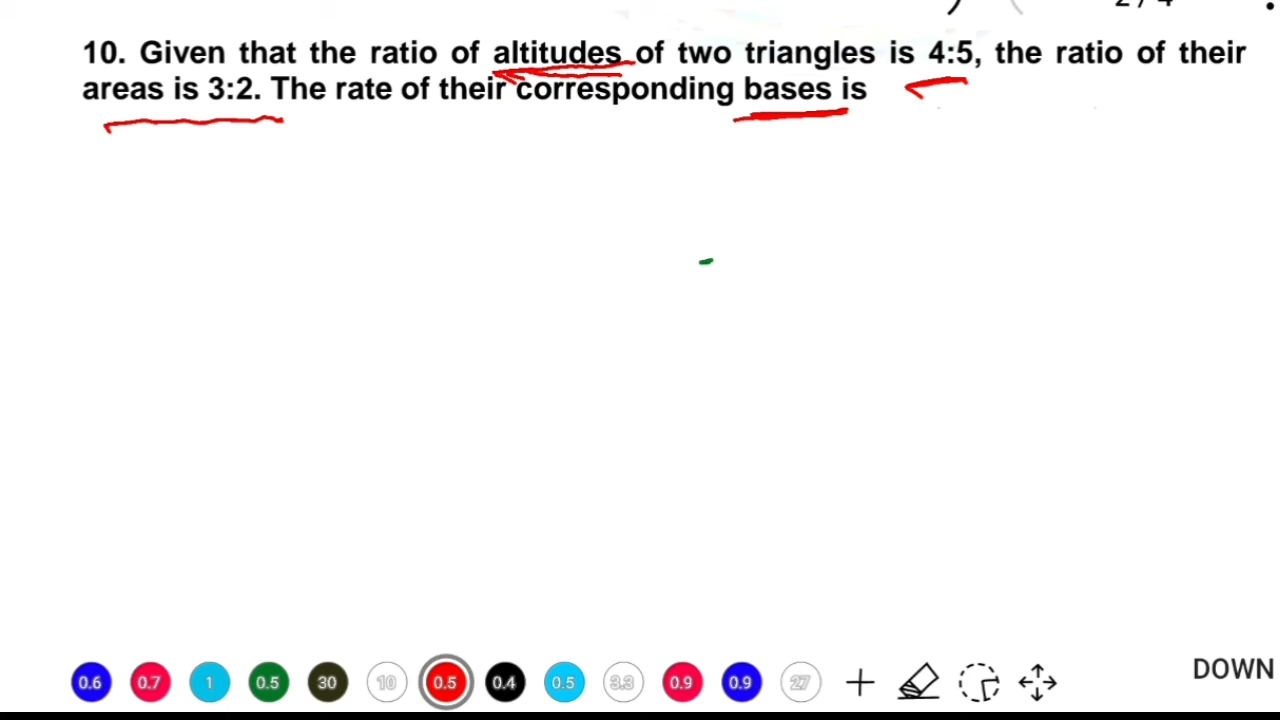 10. Given that the ratio of altitudes of two triangles is 4:5, the ratio of their
areas is 3:2. The rate of their corresponding bases is
0.6 0.7 1 0.5 30 10 0.5 0.4 0.5 3.3 0.9 0.9 27
DOWN